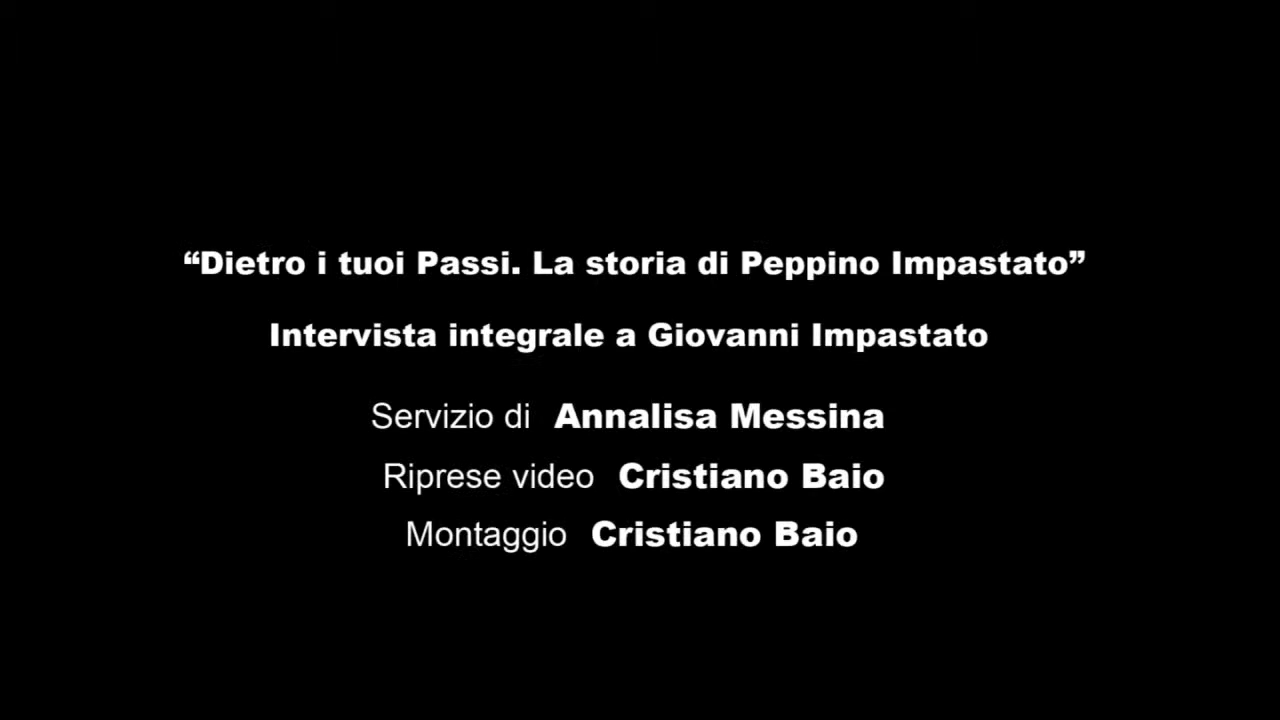 “Dietro i tuoi Passi. La storia di Peppino Impastato”
Intervista integrale a Giovanni Impastato
Servizio di Annalisa Messina
Riprese video Cristiano Baio
Montaggio Cristiano Baio